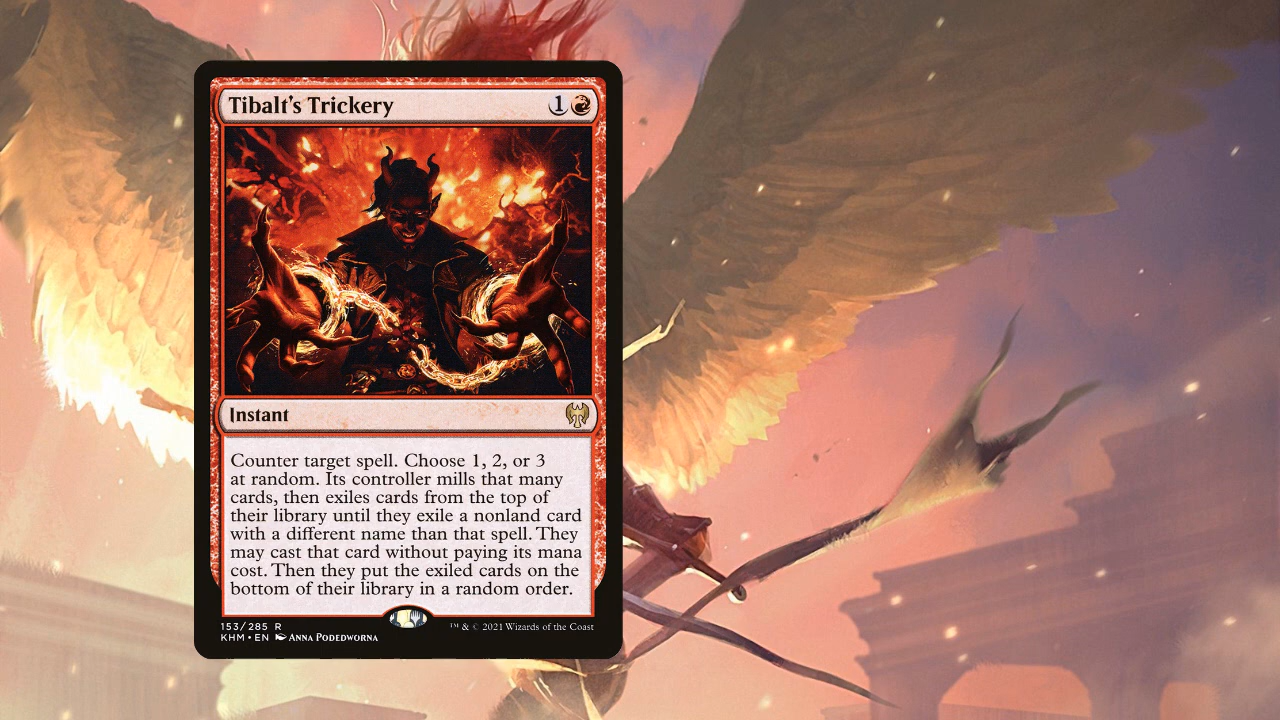 Tibalt's Trickery
1
Instant
Counter target spell. Choose 1, 2, or 3
at random. Its controller mills that many
cards, then exiles cards from the top of
their library until they exile a nonland card
with a different name than that spell. They
may cast that card without paying its mana
cost. Then they put the exiled cards on the
bottom of their library in a random order.
153/285 R
KHM • EN Anna Podedworna
™ & © 2021 Wizards of the Coast